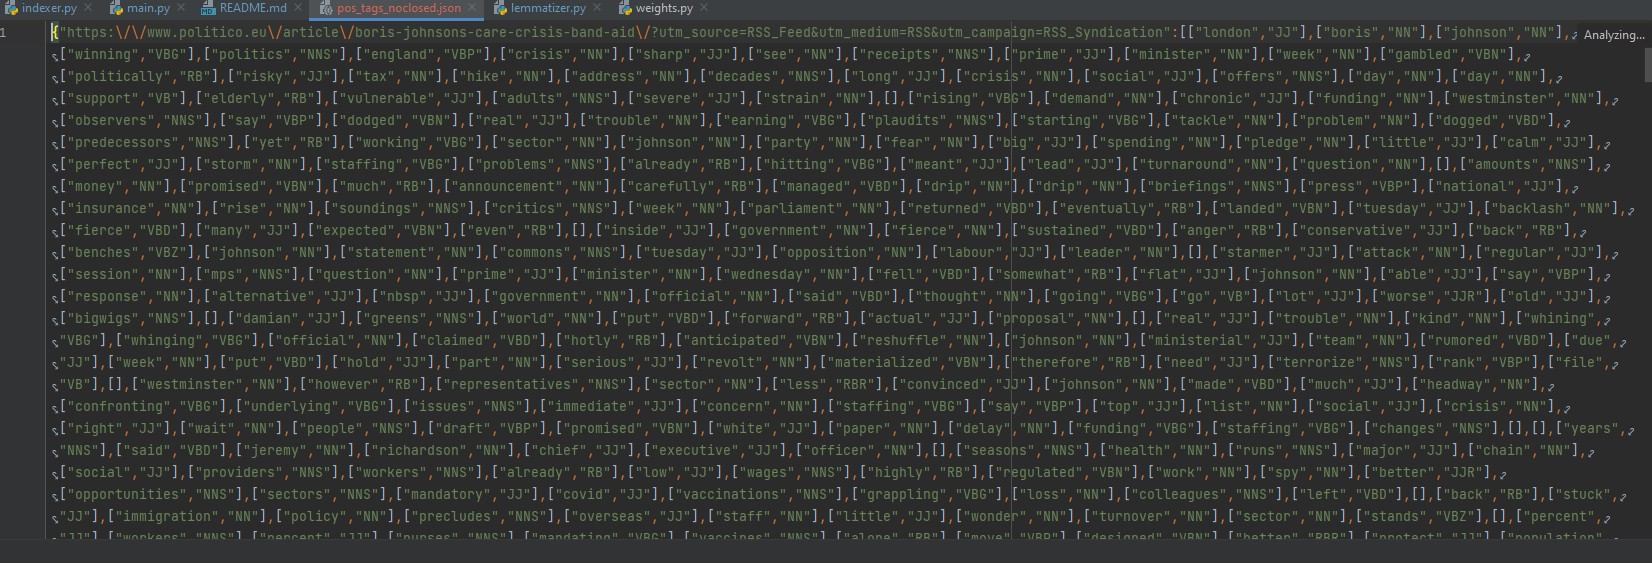 indexer.py × main.py × README.md × pos_tags_noclosed.json × lemmatizer.py × weights.py ×
1 {"https:\/\/www.politico.eu\/article\/boris-johnsons-care-crisis-band-aid\/?utm_source=RSS_Feed&utm_medium=RSS&utm_campaign=RSS_Syndication":[["london","JJ"],["boris","NN"],["johnson","NN"], Analyzing...
["winning","VBG"],["politics","NNS"],["england","VBP"],["crisis","NN"],["sharp","JJ"],["see","NN"],["receipts","NNS"],["prime","JJ"],["minister","NN"],["week","NN"],["gambled","VBN"],
["politically","RB"],["risky","JJ"],["tax","NN"],["hike","NN"],["address","NN"],["decades","NNS"],["long","JJ"],["crisis","NN"],["social","JJ"],["offers","NNS"],["day","NN"],["day","NN"],
["support","VB"],["elderly","RB"],["vulnerable","JJ"],["adults","NNS"],["severe","JJ"],["strain","NN"],[],["rising","VBG"],["demand","NN"],["chronic","JJ"],["funding","NN"],["westminster","NN"],
["observers","NNS"],["say","VBP"],["dodged","VBN"],["real","JJ"],["trouble","NN"],["earning","VBG"],["plaudits","NNS"],["starting","VBG"],["tackle","NN"],["problem","NN"],["dogged","VBD"],
["predecessors","NNS"],["yet","RB"],["working","VBG"],["sector","NN"],["johnson","NN"],["party","NN"],["fear","NN"],["big","JJ"],["spending","NN"],["pledge","NN"],["little","JJ"],["calm","JJ"],
["perfect","JJ"],["storm","NN"],["staffing","VBG"],["problems","NNS"],["already","RB"],["hitting","VBG"],["meant","JJ"],["lead","JJ"],["turnaround","NN"],["question","NN"],[],["amounts","NNS"],
["money","NN"],["promised","VBN"],["much","RB"],["announcement","NN"],["carefully","RB"],["managed","VBD"],["drip","NN"],["drip","NN"],["briefings","NNS"],["press","VBP"],["national","JJ"],
["insurance","NN"],["rise","NN"],["soundings","NNS"],["critics","NNS"],["week","NN"],["parliament","NN"],["returned","VBD"],["eventually","RB"],["landed","VBN"],["tuesday","JJ"],["backlash","NN"],
["fierce","VBD"],["many","JJ"],["expected","VBN"],["even","RB"],[],["inside","JJ"],["government","NN"],["fierce","NN"],["sustained","VBD"],["anger","RB"],["conservative","JJ"],["back","RB"],
["benches","VBZ"],["johnson","NN"],["statement","NN"],["commons","NNS"],["tuesday","JJ"],["opposition","NN"],["labour","JJ"],["leader","NN"],[],["starmer","JJ"],["attack","NN"],["regular","JJ"],
["session","NN"],["mps","NNS"],["question","NN"],["prime","JJ"],["minister","NN"],["wednesday","NN"],["fell","VBD"],["somewhat","RB"],["flat","JJ"],["johnson","NN"],["able","JJ"],["say","VBP"],
["response","NN"],["alternative","JJ"],["nbsp","JJ"],["government","NN"],["official","NN"],["said","VBD"],["thought","NN"],["going","VBG"],["go","VB"],["lot","JJ"],["worse","JJR"],["old","JJ"],
["bigwigs","NNS"],[],["damian","JJ"],["greens","NNS"],["world","NN"],["put","VBD"],["forward","RB"],["actual","JJ"],["proposal","NN"],[],["real","JJ"],["trouble","NN"],["kind","NN"],["whining",
"VBG"],["whinging","VBG"],["official","NN"],["claimed","VBD"],["hotly","RB"],["anticipated","VBN"],["reshuffle","NN"],["johnson","NN"],["ministerial","JJ"],["team","NN"],["rumored","VBD"],["due",
"JJ"],["week","NN"],["put","VBD"],["hold","JJ"],["part","NN"],["serious","JJ"],["revolt","NN"],["materialized","VBN"],["therefore","RB"],["need","JJ"],["terrorize","NNS"],["rank","VBP"],["file",
"VB"],[],["westminster","NN"],["however","RB"],["representatives","NNS"],["sector","NN"],["less","RBR"],["convinced","JJ"],["johnson","NN"],["made","VBD"],["much","JJ"],["headway","NN"],
["confronting","VBG"],["underlying","VBG"],["issues","NNS"],["immediate","JJ"],["concern","NN"],["staffing","VBG"],["say","VBP"],["top","JJ"],["list","NN"],["social","JJ"],["crisis","NN"],
["right","JJ"],["wait","NN"],["people","NNS"],["draft","VBP"],["promised","VBN"],["white","JJ"],["paper","NN"],["delay","NN"],["funding","VBG"],["staffing","VBG"],["changes","NNS"],[],[],["years",
"NNS"],["said","VBD"],["jeremy","NN"],["richardson","NN"],["chief","JJ"],["executive","JJ"],["officer","NN"],[],["seasons","NNS"],["health","NN"],["runs","NNS"],["major","JJ"],["chain","NN"],
["social","JJ"],["providers","NNS"],["workers","NNS"],["already","RB"],["low","JJ"],["wages","NNS"],["highly","RB"],["regulated","VBN"],["work","NN"],["spy","NN"],["better","JJR"],
["opportunities","NNS"],["sectors","NNS"],["mandatory","JJ"],["covid","JJ"],["vaccinations","NNS"],["grappling","VBG"],["loss","NN"],["colleagues","NNS"],["left","VBD"],[],["back","RB"],["stuck",
"JJ"],["immigration","NN"],["policy","NN"],["precludes","NNS"],["overseas","JJ"],["staff","NN"],["little","JJ"],["wonder","NN"],["turnover","NN"],["sector","NN"],["stands","VBZ"],[],["percent",
"JJ"],["workers","NNS"],["percent","JJ"],["nurses","NNS"],["mandating","VBG"],["vaccines","NNS"],["alone","RB"],["move","VBP"],["designed","VBN"],["better","RBR"],["protect","JJ"],["population",